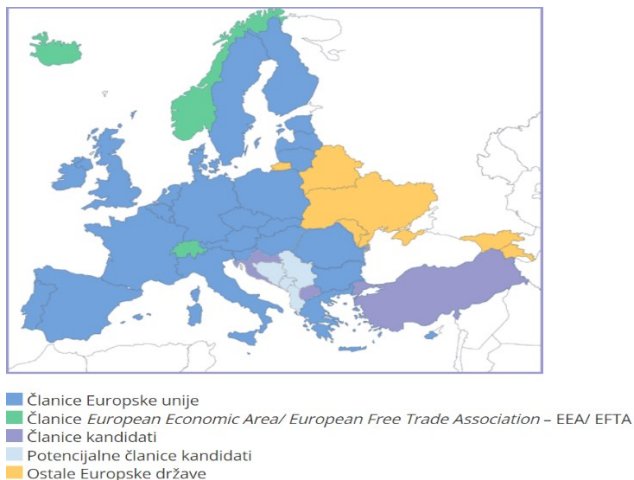 Članice Europske unije
Članice European Economic Area/ European Free Trade Association – EEA/ EFTA
Članice kandidati
Potencijalne članice kandidati
Ostale Europske države